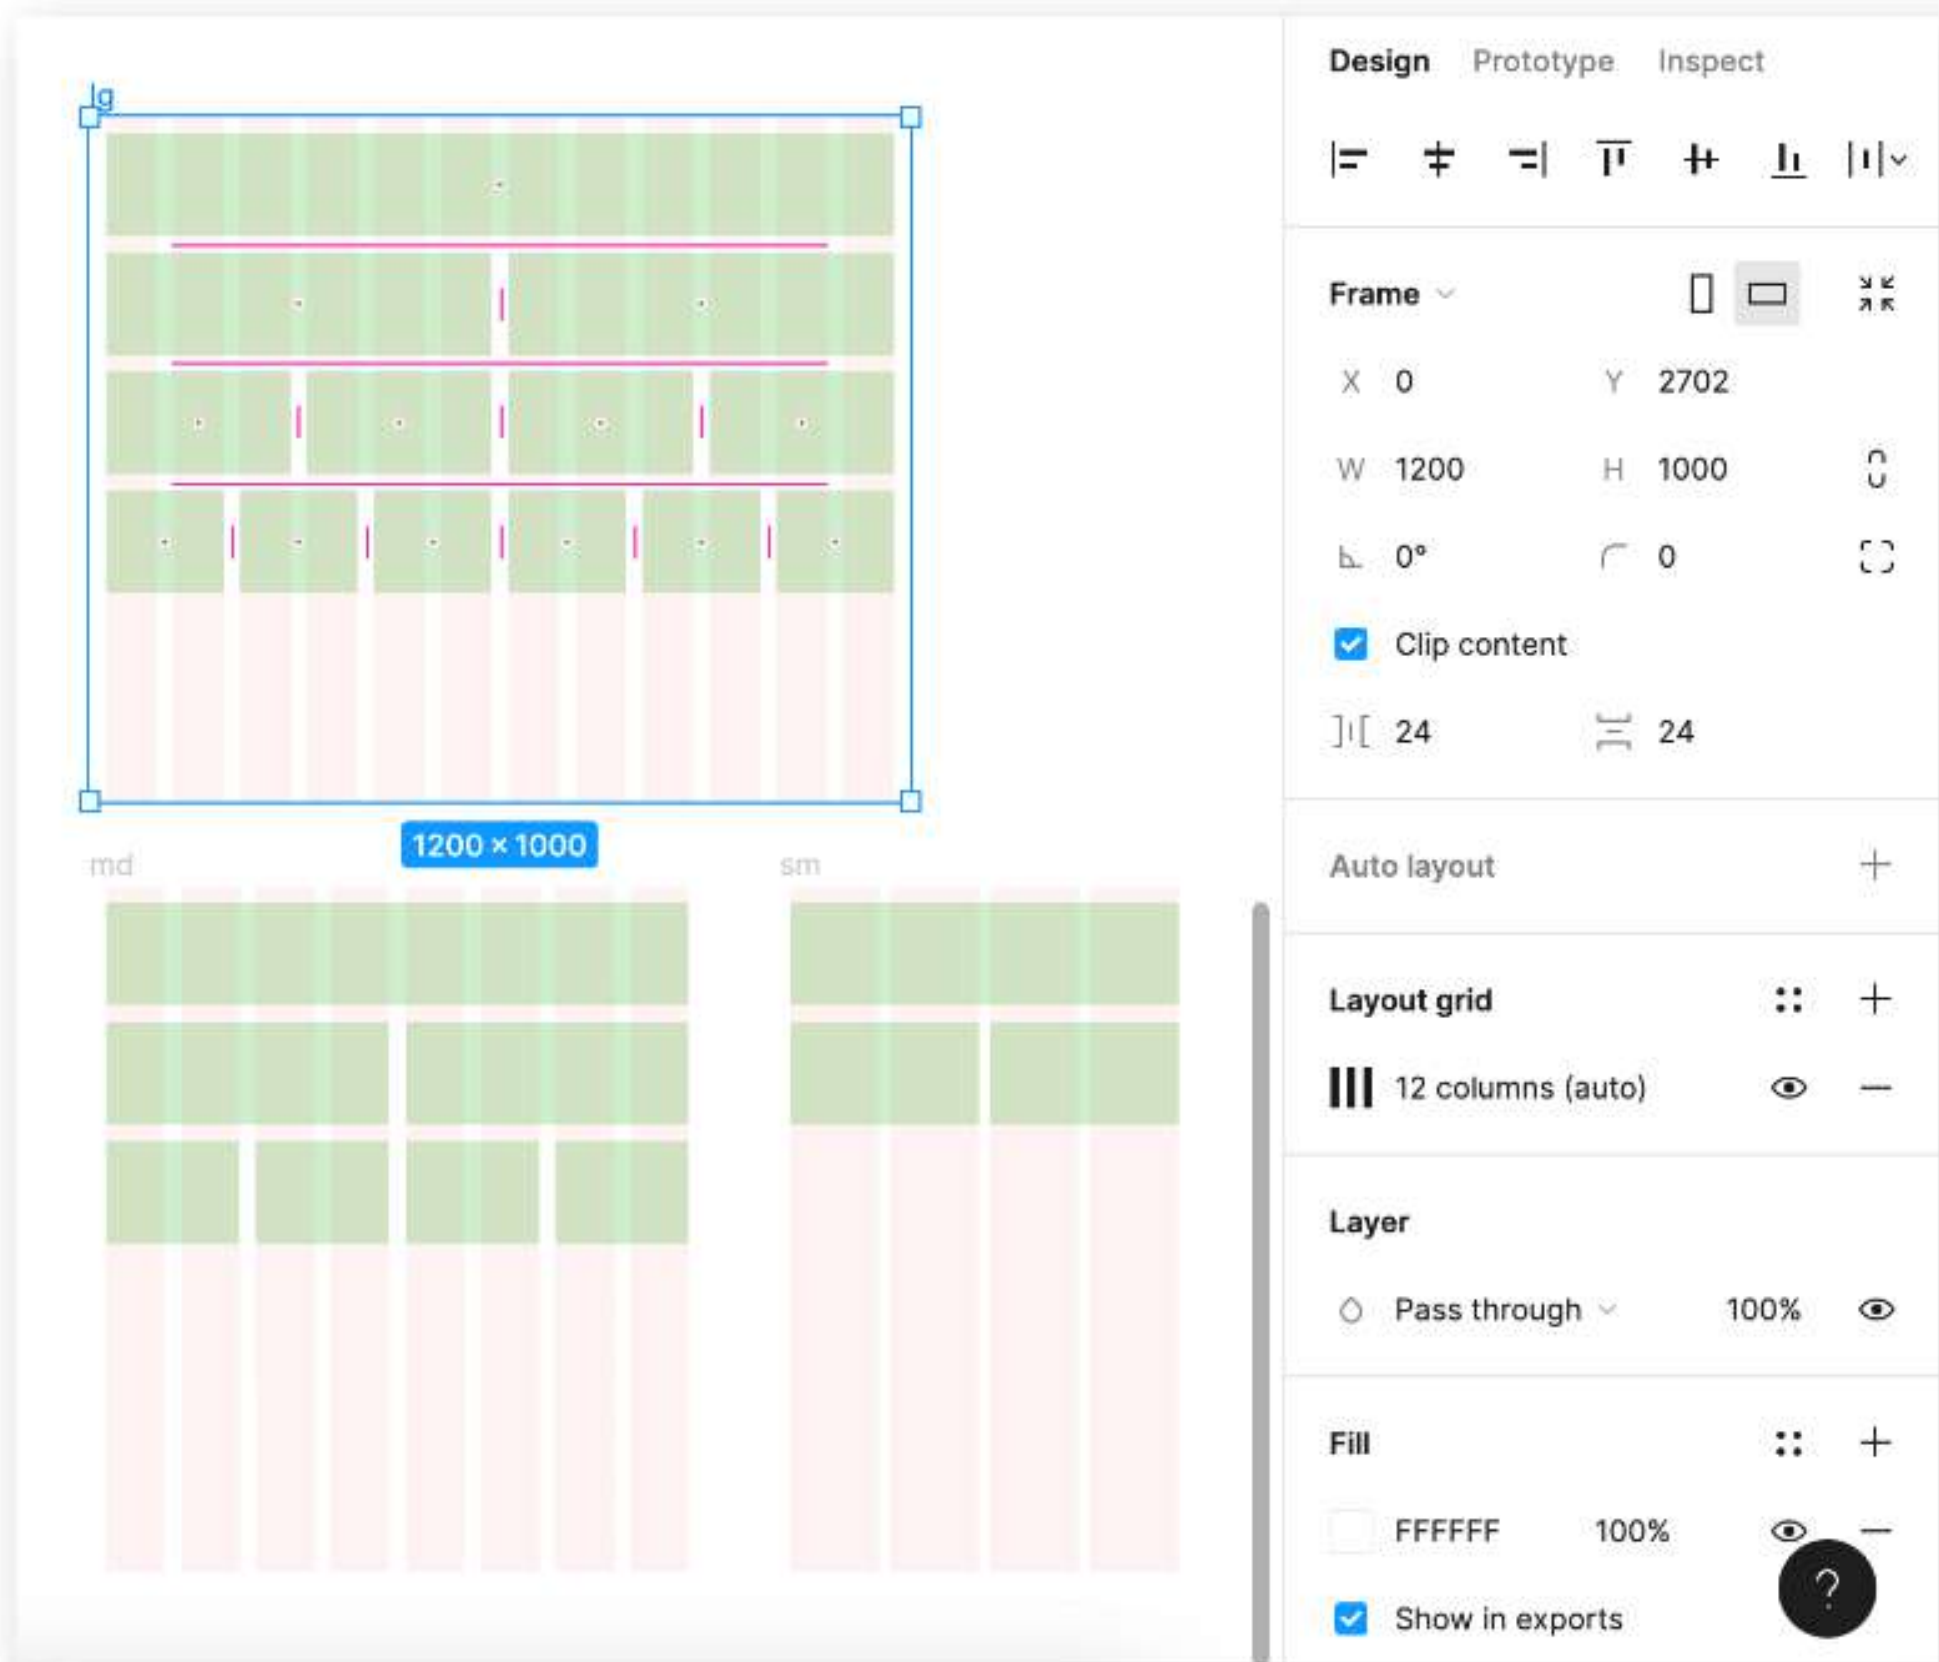 lg
1200 × 1000
md
sm
Design Prototype Inspect
Frame
X 0 Y 2702
W 1200 H 1000
0° 0
Clip content
24 24
Auto layout
Layout grid
12 columns (auto)
Layer
Pass through 100%
Fill
FFFFFF 100%
?
Show in exports